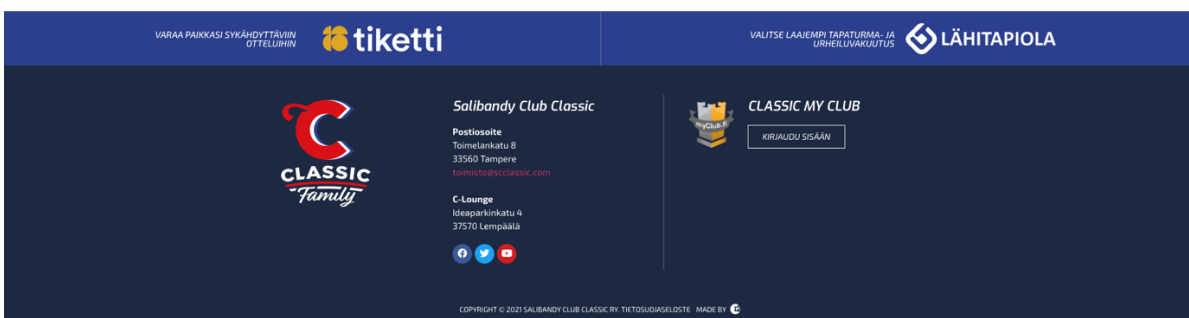 VARAA PAIKKASI SYKÄHDYTTÄVIIN
OTTELUIHIN
tiketti
VALITSE LAAJEMPI TAPATURMA- JA
URHEILUVAKUUTUS
LÄHITAPIOLA
C
CLASSIC
Family
Salibandy Club Classic
Postiosoite
Toimelankatu 8
33560 Tampere
toimisto@scclassic.com
C-Lounge
Ideaparkinkatu 4
37570 Lempäälä
myClub.fi
CLASSIC MY CLUB
KIRJAUDU SISÄÄN
COPYRIGHT © 2021 SALIBANDY CLUB CLASSIC RY. TIETOSUOJASELOSTE MADE BY